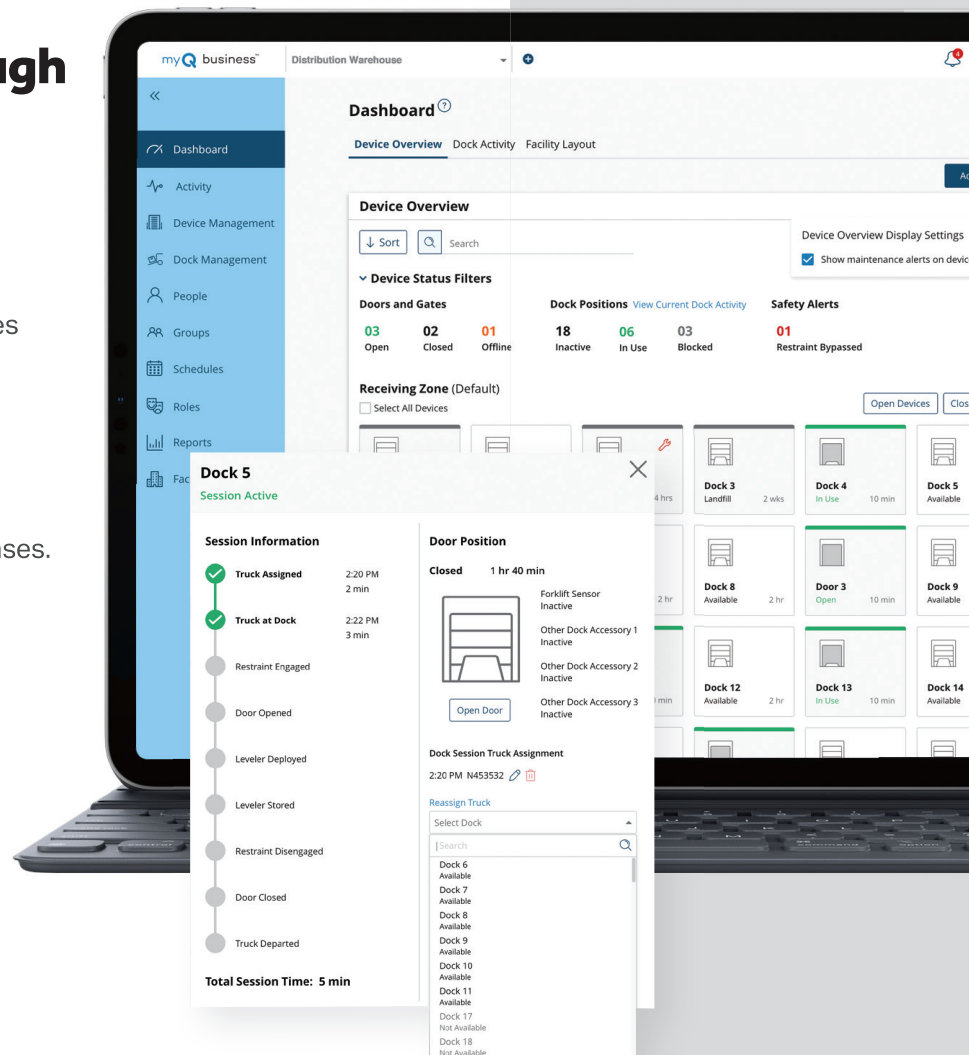 ugh
es
nses.
myQ business™
Distribution Warehouse
4
Dashboard
Activity
Device Management
Dock Management
People
Groups
Schedules
Roles
Reports
Fac
Dashboard ?
Device Overview Dock Activity Facility Layout
Device Overview
Sort
Search
Device Overview Display Settings
Show maintenance alerts on devic
Device Status Filters
Doors and Gates
03 02 01
Open Closed Offline
Dock Positions View Current Dock Activity
18 06 03
Inactive In Use Blocked
Safety Alerts
01
Restraint Bypassed
Receiving Zone (Default)
Select All Devices
Open Devices Clos
4 hrs
Dock 3
Landfill 2 wks
Dock 4
In Use 10 min
Dock 5
Available
2 hr
Dock 8
Available 2 hr
Door 3
Open 10 min
Dock 9
Available
min
Dock 12
Available 2 hr
Dock 13
In Use 10 min
Dock 14
Available
Dock 5
Session Active
Session Information
Truck Assigned 2:20 PM
2 min
Truck at Dock 2:22 PM
3 min
Restraint Engaged
Door Opened
Leveler Deployed
Leveler Stored
Restraint Disengaged
Door Closed
Truck Departed
Total Session Time: 5 min
Door Position
Closed 1 hr 40 min
Forklift Sensor
Inactive
Other Dock Accessory 1
Inactive
Other Dock Accessory 2
Inactive
Other Dock Accessory 3
Inactive
Open Door
Dock Session Truck Assignment
2:20 PM N453532
Reassign Truck
Select Dock
Search
Dock 6
Available
Dock 7
Available
Dock 8
Available
Dock 9
Available
Dock 10
Available
Dock 11
Available
Dock 17
Not Available
Dock 18
Not Available
control command option